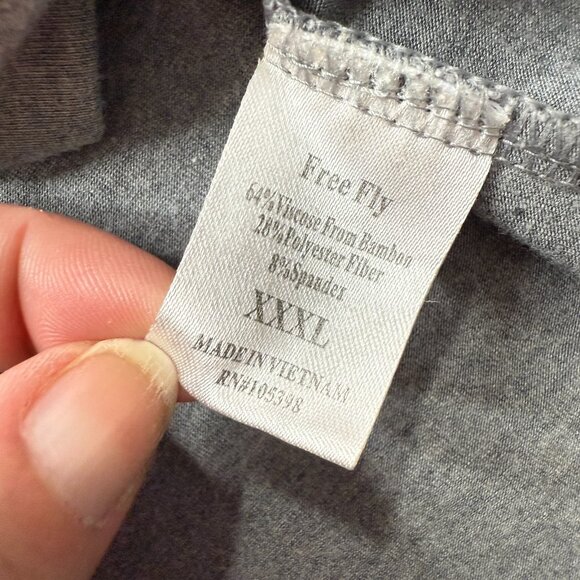 Free Fly
64%Viscose From Bamboo
28%Polyester Fiber
8%Spandex
XXXL
MADE IN VIETNAM
RN#105398